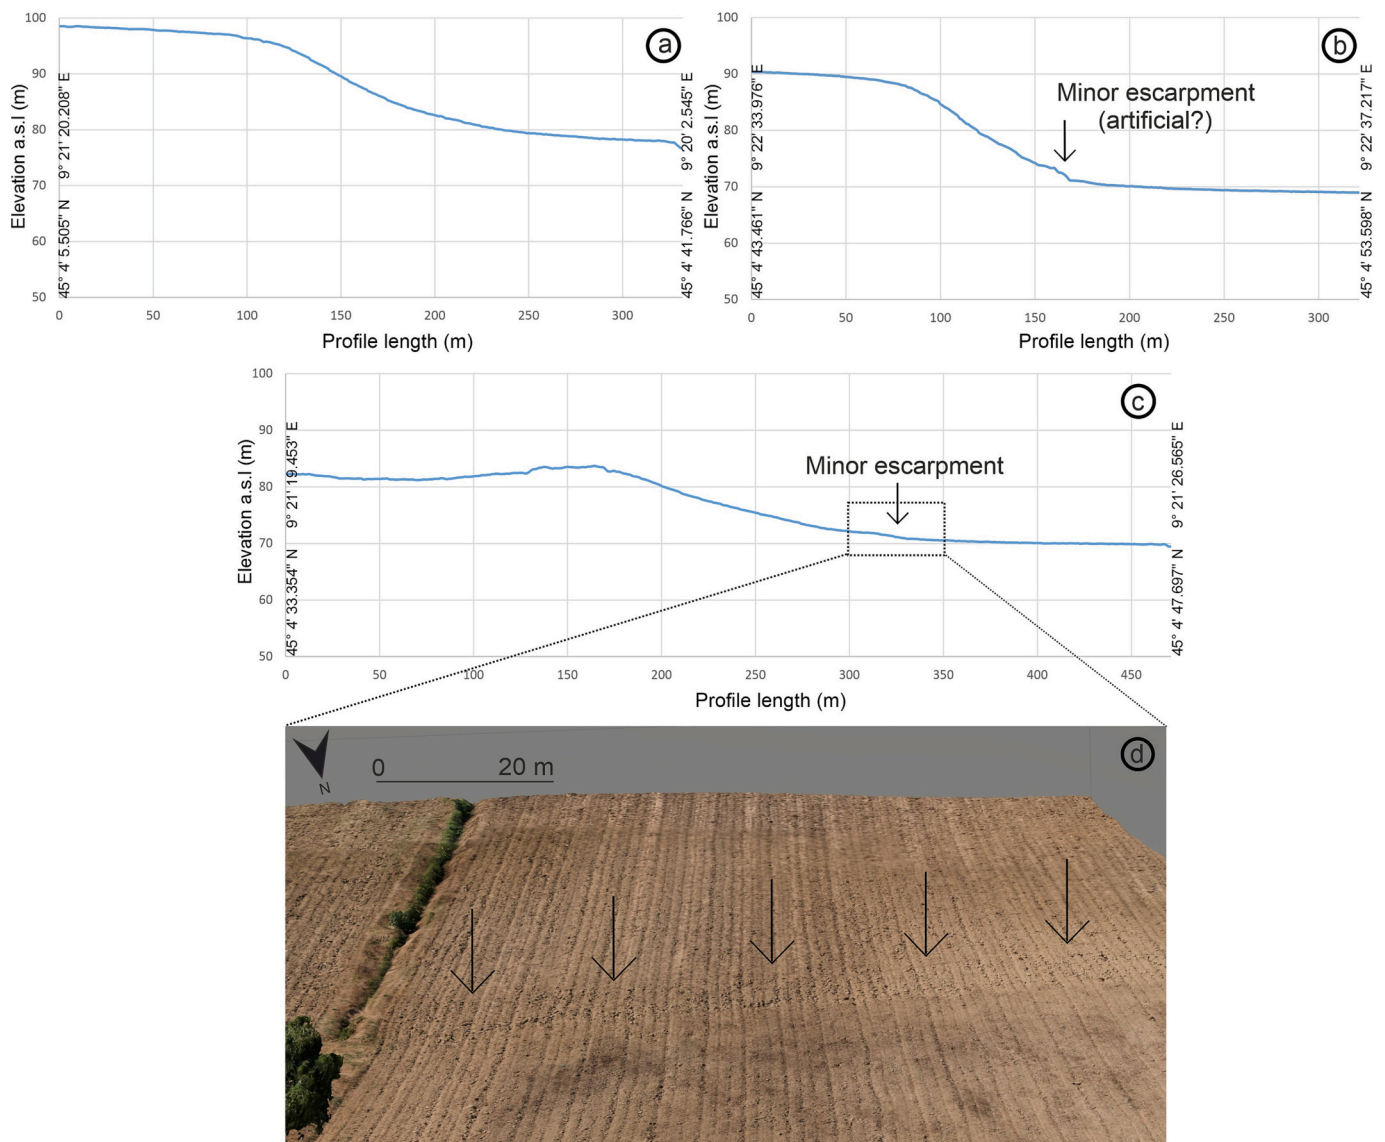 100
90
80
70
60
50
Elevation a.s.l (m)
45° 4' 5.505" N 9° 21' 20.208" E
45° 4' 41.766" N 9° 20' 2.545" E
a
0 50 100 150 200 250 300
Profile length (m)
100
90
80
70
60
50
Elevation a.s.l (m)
45° 4' 43.461" N 9° 22' 33.976" E
45° 4' 53.598" N 9° 22' 37.217" E
b
Minor escarpment
(artificial?)
0 50 100 150 200 250 300
Profile length (m)
100
90
80
70
60
50
Elevation a.s.l (m)
45° 4' 33.354" N 9° 21' 19.453" E
45° 4' 47.697" N 9° 21' 26.565" E
c
Minor escarpment
0 50 100 150 200 250 300 350 400 450
Profile length (m)
N
0 20 m
d